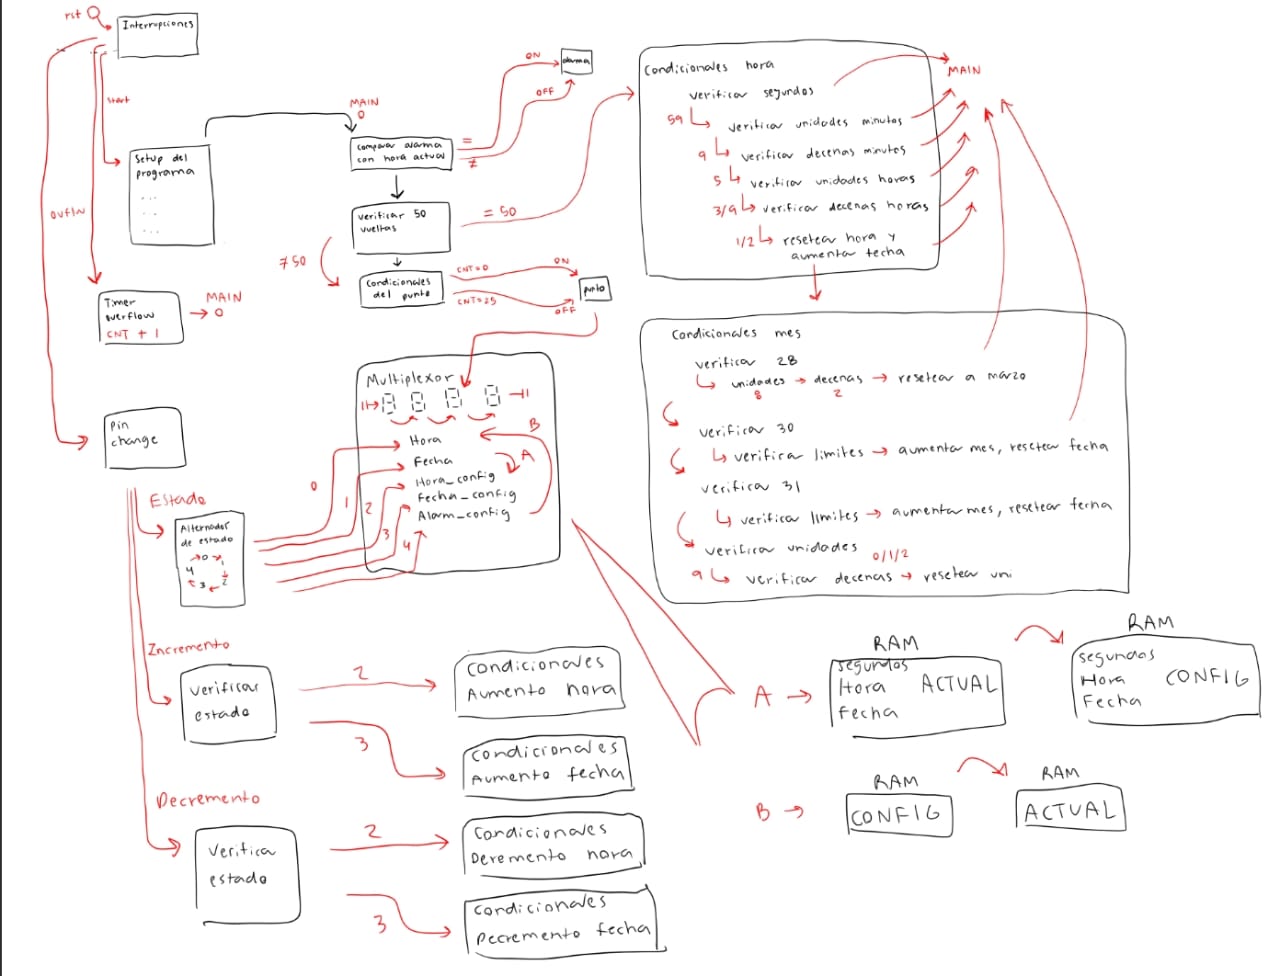 rst
Interrupciones
start
OVFLW
Setup del
programa
...
...
...
Timer
overflow
CNT + 1
MAIN
0
Pin
change
MAIN
0
comparar alarma
con hora actual
=
≠
ON
OFF
alarma
verificar 50
vueltas
= 50
≠ 50
Condicionales
del punto
CNT=0
ON
CNT=25
OFF
punto
Condicionales hora
MAIN
verificar segundos
59
verificar unidades minutos
9
verificar decenas minutos
5
verificar unidades horas
3/9
verificar decenas horas
1/2
resetear hora y
aumentar fecha
Condicionales mes
verificar 28
unidades → decenas → resetear a marzo
8
2
verificar 30
verificar limites → aumentar mes, resetear fecha
verificar 31
verificar limites → aumentar mes, resetear fecha
verificar unidades
0/1/2
9
verificar decenas → resetear uni
Multiplexor
8 8 8 8
Hora
B
Fecha
A
Hora_config
Fecha_config
Alarm_config
0
1
2
3
4
Estado
Alternador
de estado
0
1
2
3
4
Incremento
verificar
estado
2
Condicionales
Aumento hora
3
Condicionales
Aumento fecha
Decremento
Verifica
estado
2
Condicionales
Deremento hora
3
Condicionales
Decremento fecha
A →
RAM
segundos
Hora ACTUAL
fecha
RAM
segundos
Hora CONFIG
Fecha
B →
RAM
CONFIG
RAM
ACTUAL